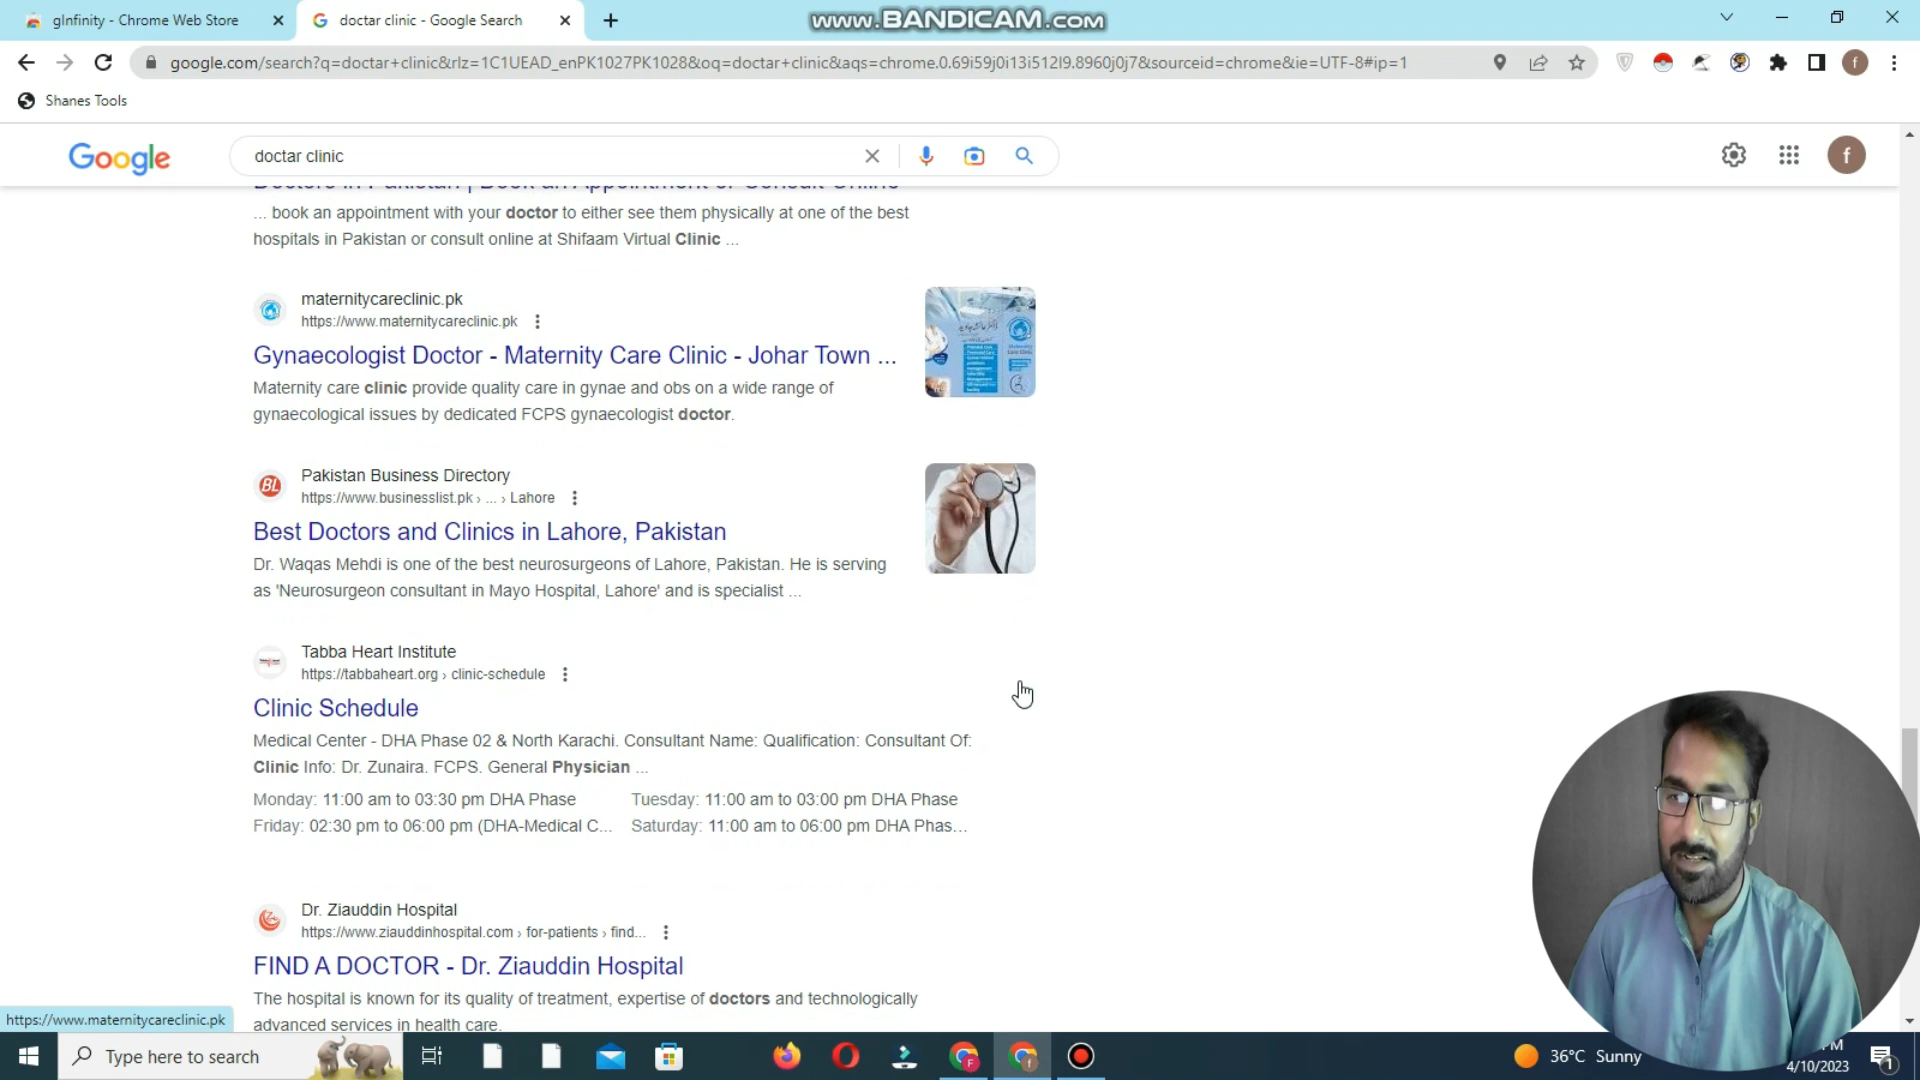 gInfinity - Chrome Web Store
doctar clinic - Google Search
www.BANDICAM.com
google.com/search?q=doctar+clinic&rlz=1C1UEAD_enPK1027PK1028&oq=doctar+clinic&aqs=chrome.0.69i59j0i13i512l9.8960j0j7&sourceid=chrome&ie=UTF-8#ip=1
f
Shanes Tools
Google
doctar clinic
f
Doctors in Pakistan | Book an Appointment or Consult Online
... book an appointment with your doctor to either see them physically at one of the best
hospitals in Pakistan or consult online at Shifaam Virtual Clinic ...
maternitycareclinic.pk
https://www.maternitycareclinic.pk
Gynaecologist Doctor - Maternity Care Clinic - Johar Town ...
Maternity care clinic provide quality care in gynae and obs on a wide range of
gynaecological issues by dedicated FCPS gynaecologist doctor.
BL
Pakistan Business Directory
https://www.businesslist.pk › ... › Lahore
Best Doctors and Clinics in Lahore, Pakistan
Dr. Waqas Mehdi is one of the best neurosurgeons of Lahore, Pakistan. He is serving
as 'Neurosurgeon consultant in Mayo Hospital, Lahore' and is specialist ...
Tabba Heart Institute
https://tabbaheart.org › clinic-schedule
Clinic Schedule
Medical Center - DHA Phase 02 & North Karachi. Consultant Name: Qualification: Consultant Of:
Clinic Info: Dr. Zunaira. FCPS. General Physician ...
Monday: 11:00 am to 03:30 pm DHA Phase
Tuesday: 11:00 am to 03:00 pm DHA Phase
Friday: 02:30 pm to 06:00 pm (DHA-Medical C...
Saturday: 11:00 am to 06:00 pm DHA Phas...
Dr. Ziauddin Hospital
https://www.ziauddinhospital.com › for-patients › find...
FIND A DOCTOR - Dr. Ziauddin Hospital
The hospital is known for its quality of treatment, expertise of doctors and technologically
advanced services in health care.
https://www.maternitycareclinic.pk
Type here to search
F
f
36°C Sunny
PM
4/10/2023
1